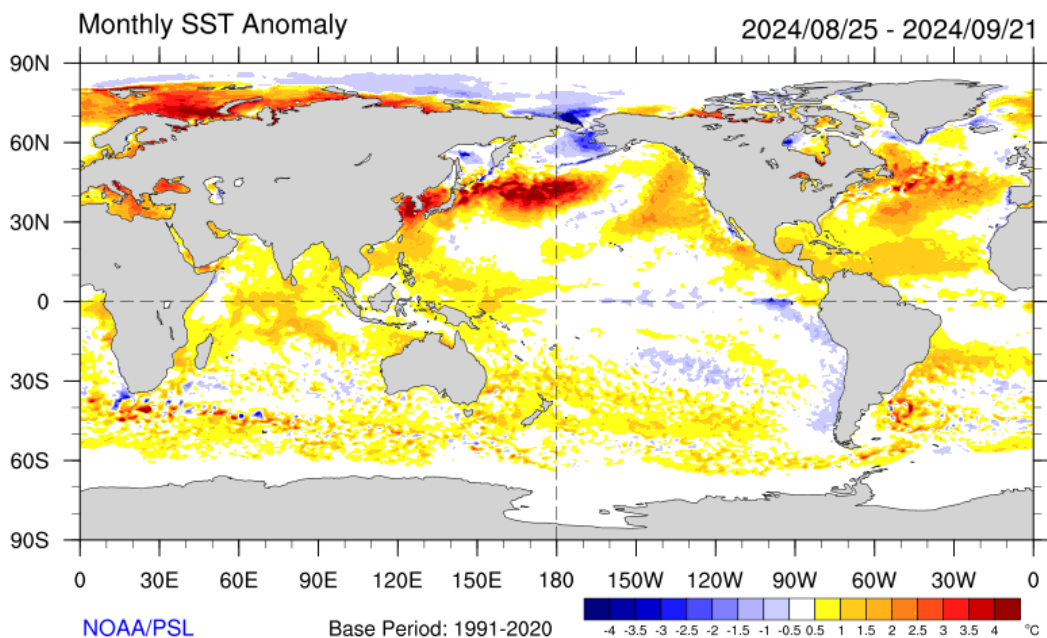 Monthly SST Anomaly
2024/08/25 - 2024/09/21
90N
60N
30N
0
30S
60S
90S
0 30E 60E 90E 120E 150E 180 150W 120W 90W 60W 30W 0
NOAA/PSL
Base Period: 1991-2020
-4 -3.5 -3 -2.5 -2 -1.5 -1 -0.5 0.5 1 1.5 2 2.5 3 3.5 4 °C